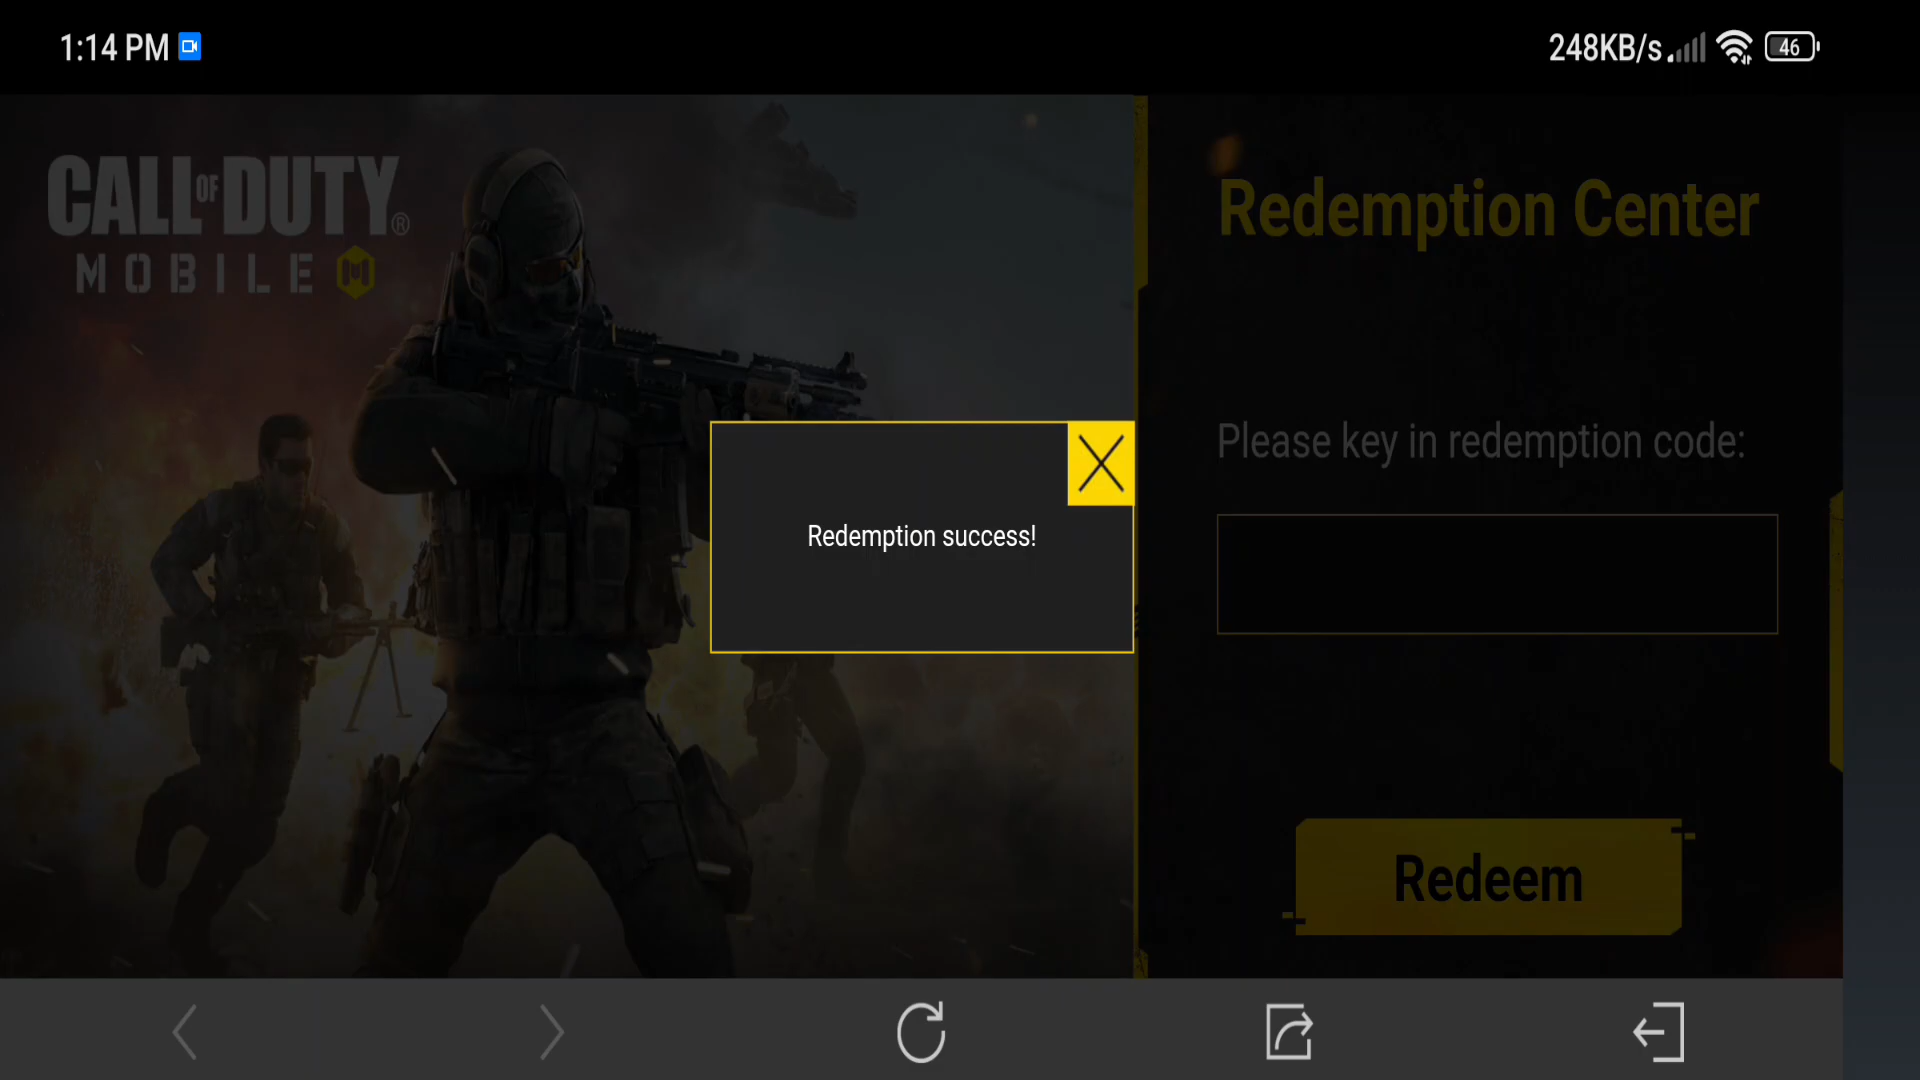 1:14 PM
248KB/s
46
CALL OF DUTY®
MOBILE
Redemption Center
Please key in redemption code:
Redemption success!
Redeem